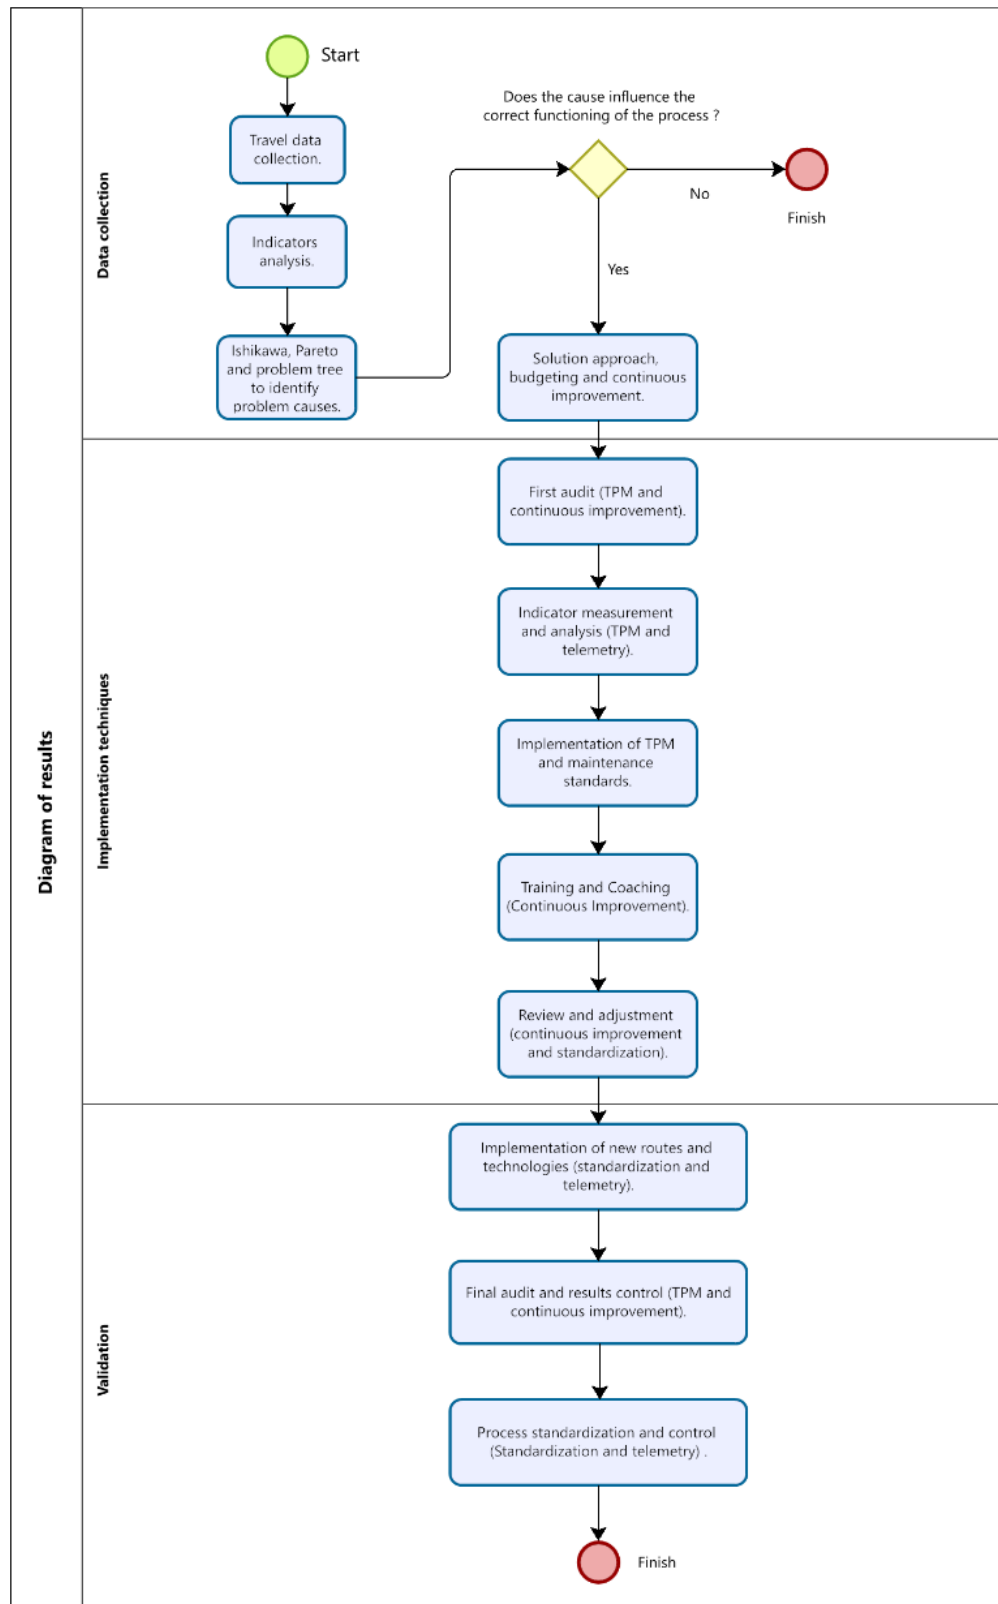 Diagram of results
Data collection
Start
Travel data
collection.
Indicators
analysis.
Ishikawa, Pareto
and problem tree
to identify
problem causes.
Does the cause influence the
correct functioning of the process ?
No
Finish
Yes
Solution approach,
budgeting and continuous
improvement.
Implementation techniques
First audit (TPM and
continuous improvement).
Indicator measurement
and analysis (TPM and
telemetry).
Implementation of TPM
and maintenance
standards.
Training and Coaching
(Continuous Improvement).
Review and adjustment
(continuous improvement
and standardization).
Validation
Implementation of new routes and
technologies (standardization and
telemetry).
Final audit and results control (TPM and
continuous improvement).
Process standardization and control
(Standardization and telemetry) .
Finish